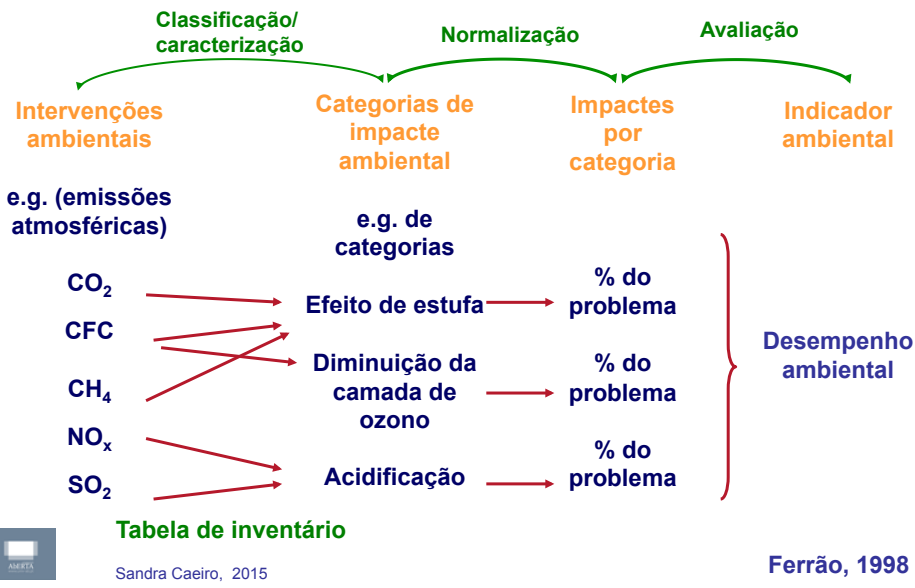 Classificação/
caracterização
Normalização
Avaliação
Intervenções
ambientais
Categorias de
impacte
ambiental
Impactes
por
categoria
Indicador
ambiental
e.g. (emissões
atmosféricas)
e.g. de
categorias
CO₂
CFC
CH₄
NOₓ
SO₂
Efeito de estufa
Diminuição da
camada de
ozono
Acidificação
% do
problema
% do
problema
% do
problema
Desempenho
ambiental
Tabela de inventário
ABERTA
Sandra Caeiro, 2015
Ferrão, 1998